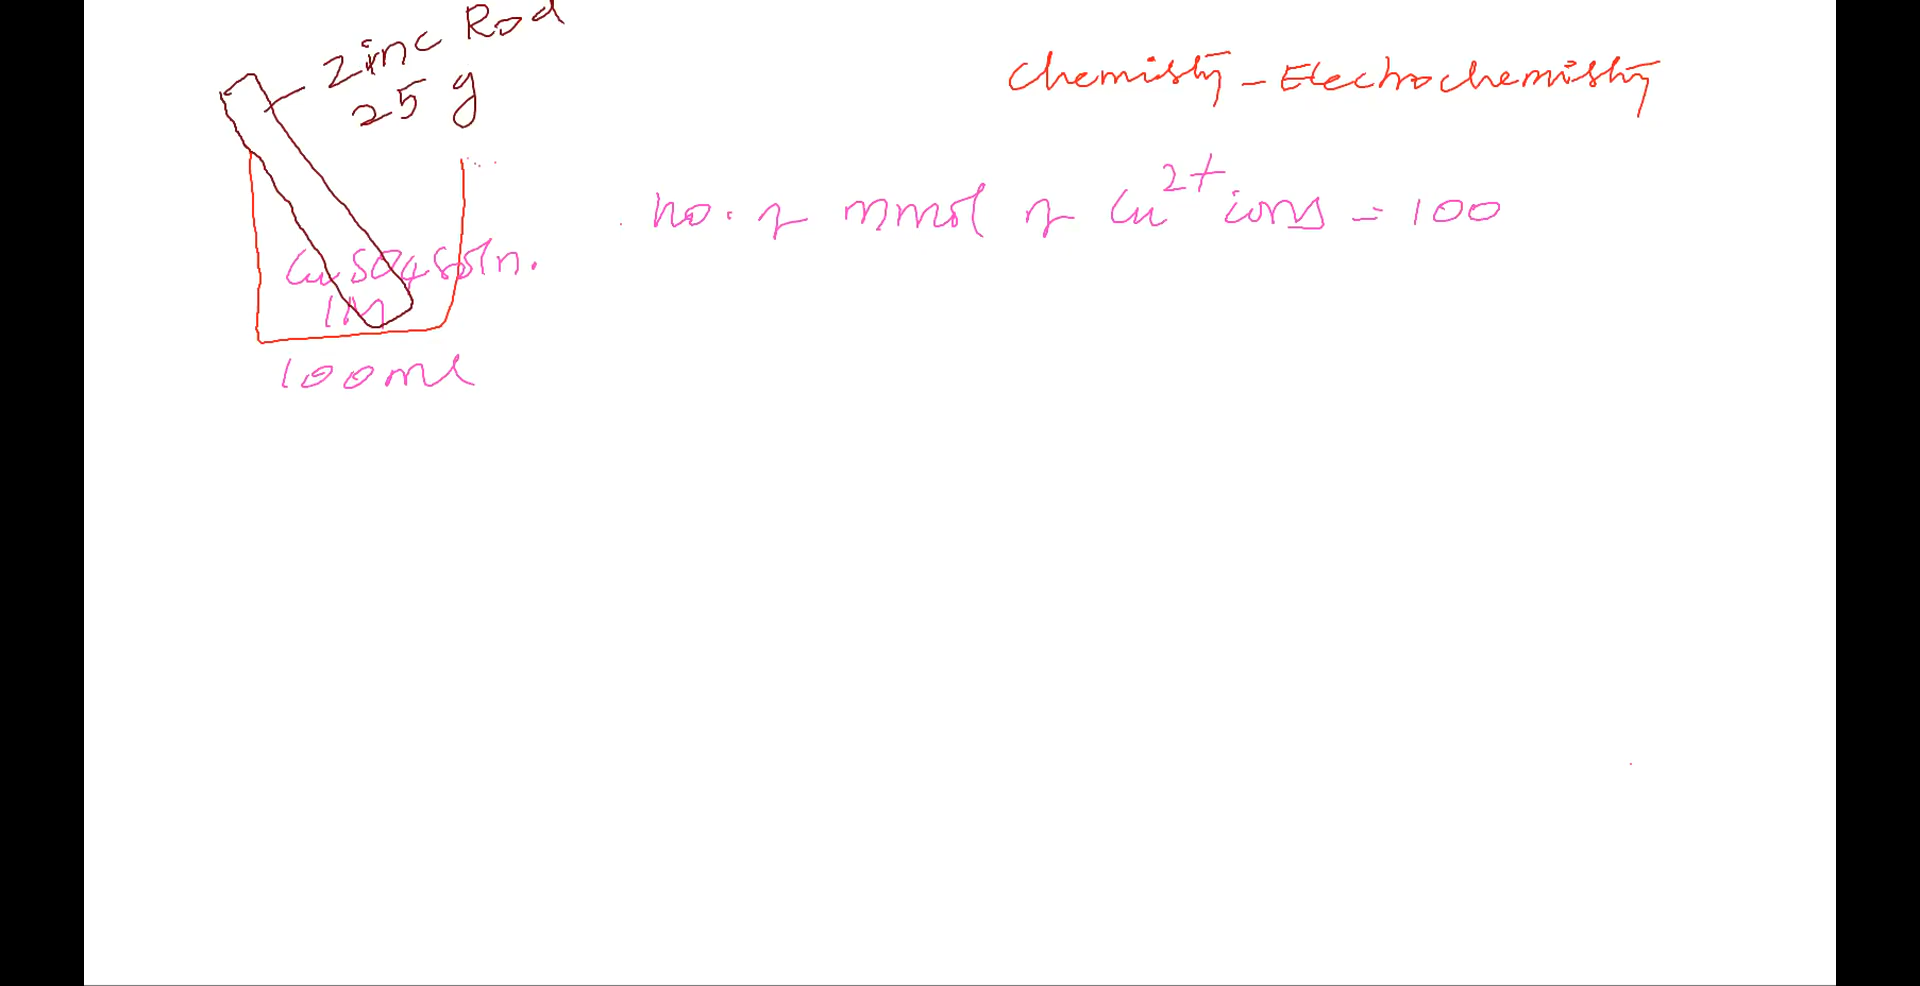 Zinc Rod
25 g
Chemistry - Electrochemistry
no. of mmol of Cu2+ ions = 100
CuSO4 soln.
1M
100ml